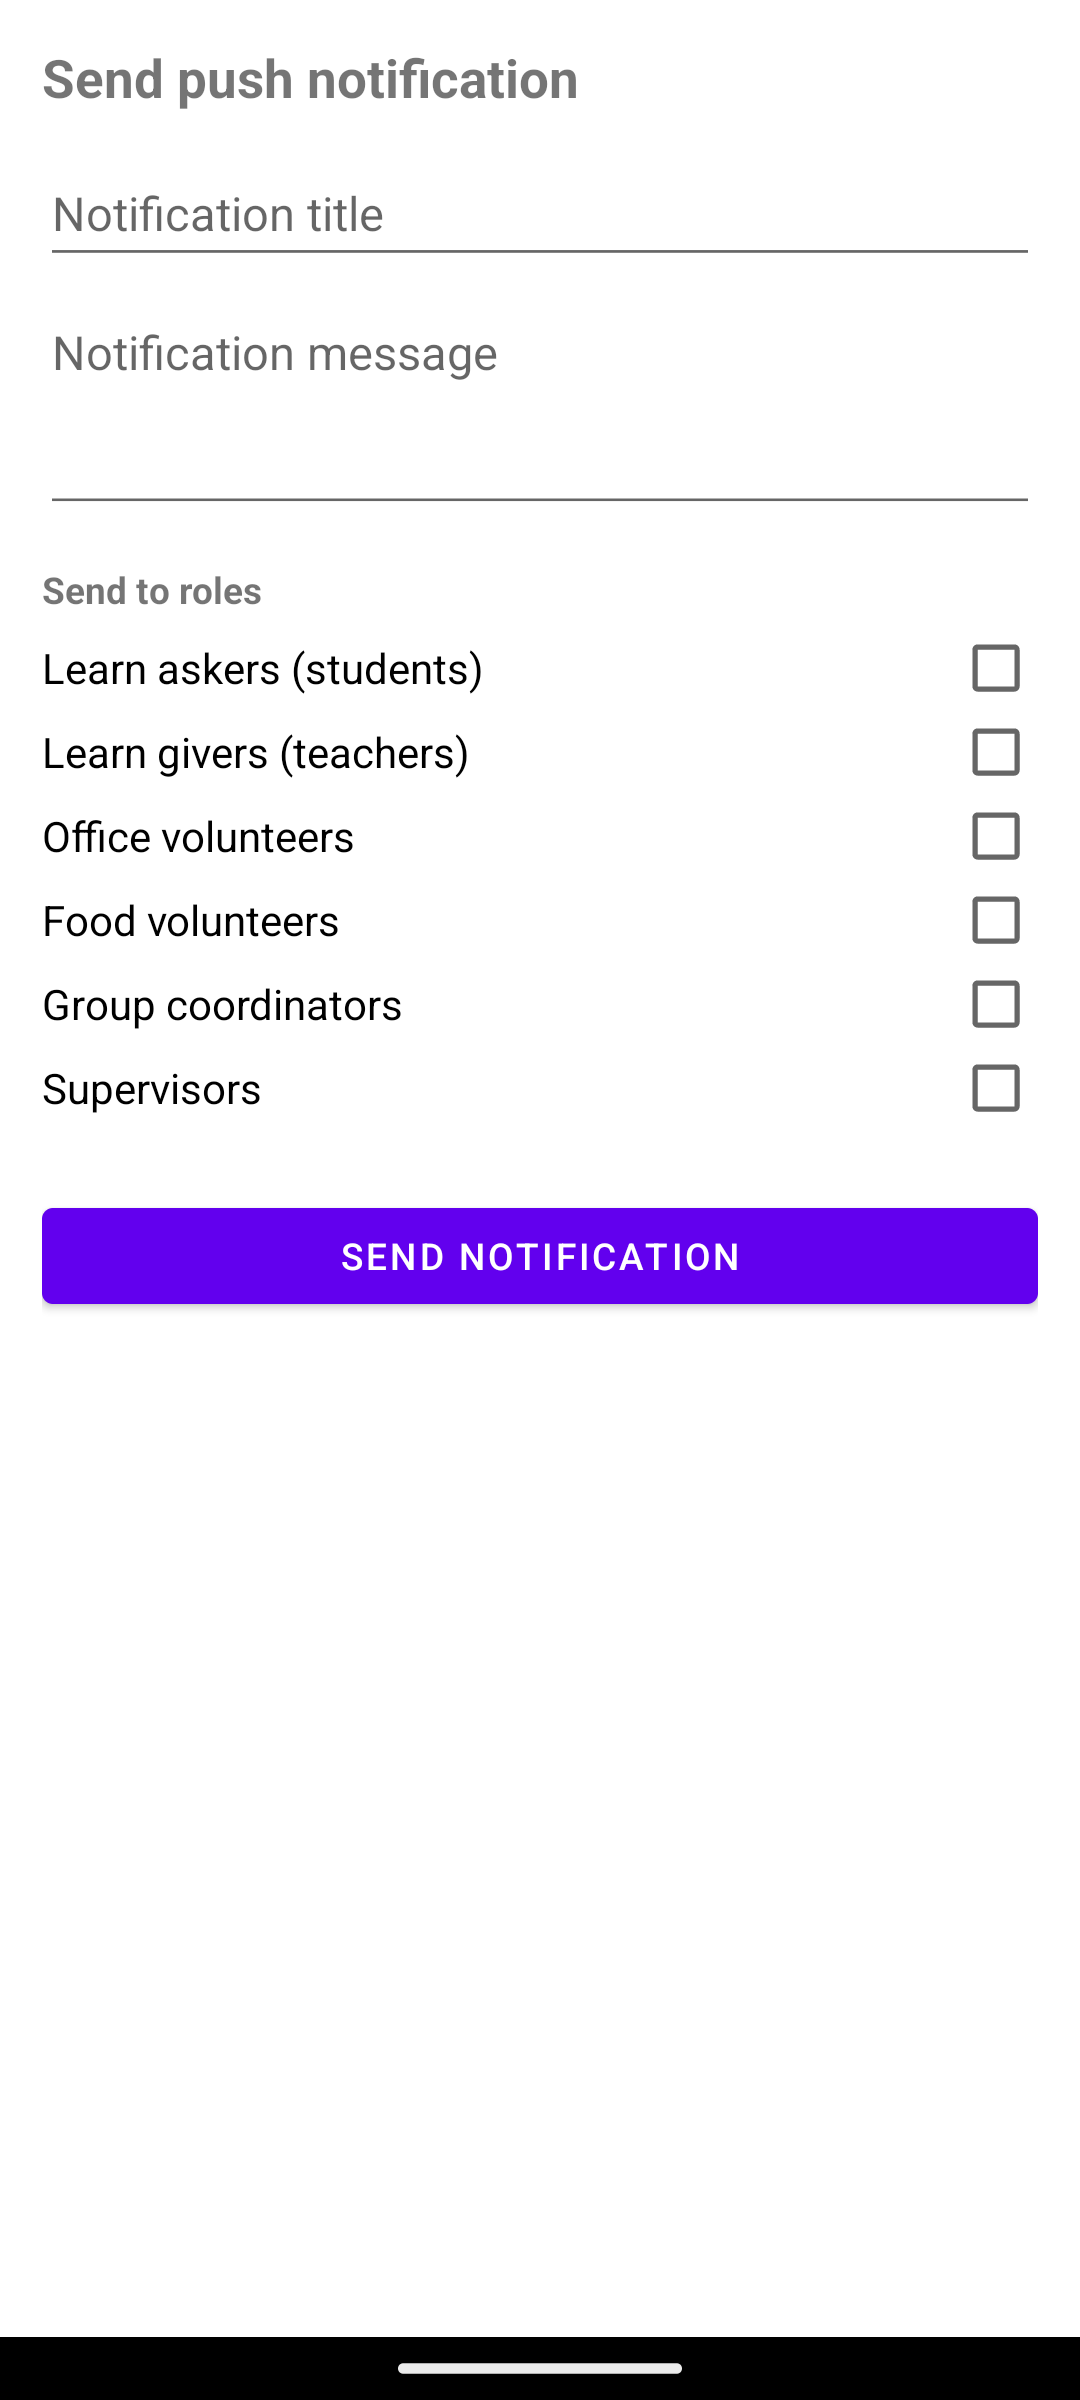 Send push notification
Notification title
Notification message
Send to roles
Learn askers (students)
Learn givers (teachers)
Office volunteers
Food volunteers
Group coordinators
Supervisors
SEND NOTIFICATION